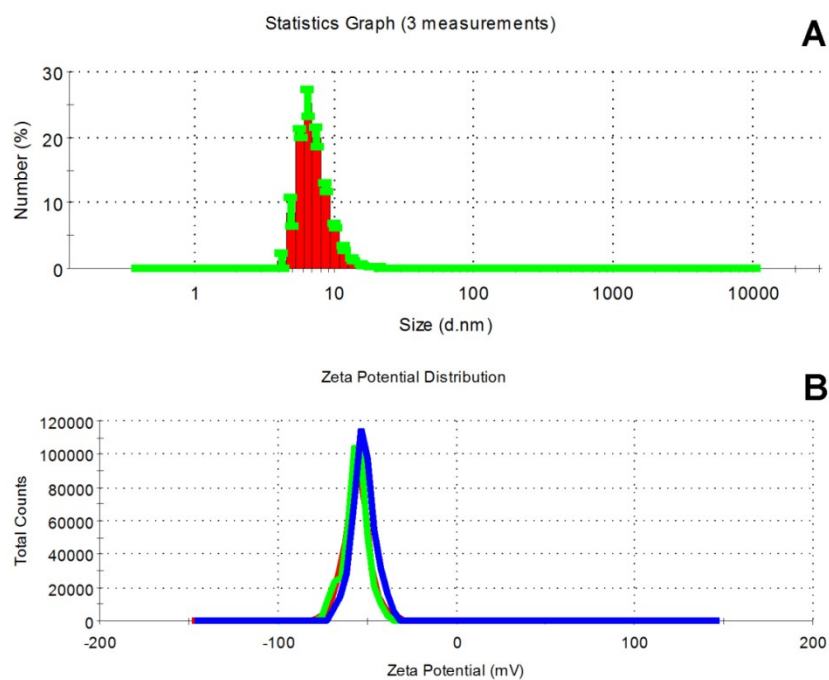 Statistics Graph (3 measurements)
A
30
20
10
0
Number (%)
1 10 100 1000 10000
Size (d.nm)
Zeta Potential Distribution
B
120000
100000
80000
60000
40000
20000
0
Total Counts
-200 -100 0 100 200
Zeta Potential (mV)